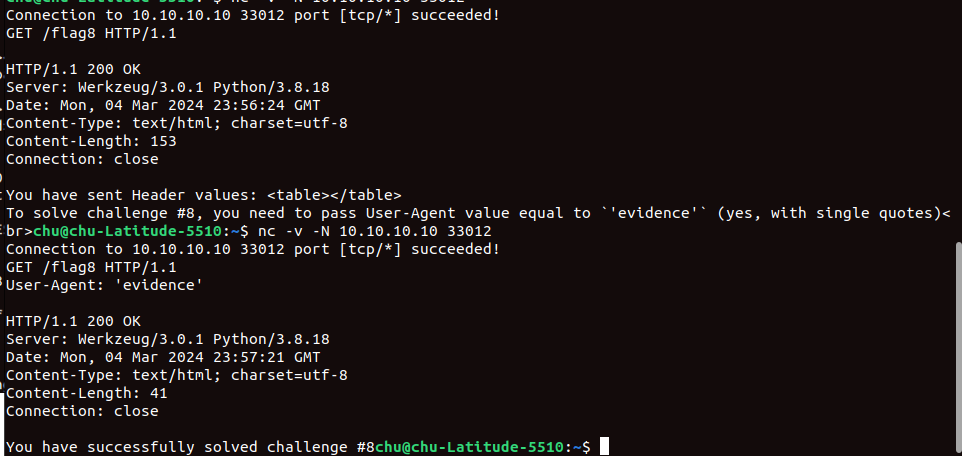 Connection to 10.10.10.10 33012 port [tcp/*] succeeded!
GET /flag8 HTTP/1.1
HTTP/1.1 200 OK
Server: Werkzeug/3.0.1 Python/3.8.18
Date: Mon, 04 Mar 2024 23:56:24 GMT
Content-Type: text/html; charset=utf-8
Content-Length: 153
Connection: close
You have sent Header values: <table></table>
To solve challenge #8, you need to pass User-Agent value equal to `'evidence'` (yes, with single quotes)<
br>chu@chu-Latitude-5510:~$ nc -v -N 10.10.10.10 33012
Connection to 10.10.10.10 33012 port [tcp/*] succeeded!
GET /flag8 HTTP/1.1
User-Agent: 'evidence'
HTTP/1.1 200 OK
Server: Werkzeug/3.0.1 Python/3.8.18
Date: Mon, 04 Mar 2024 23:57:21 GMT
Content-Type: text/html; charset=utf-8
Content-Length: 41
Connection: close
You have successfully solved challenge #8chu@chu-Latitude-5510:~$